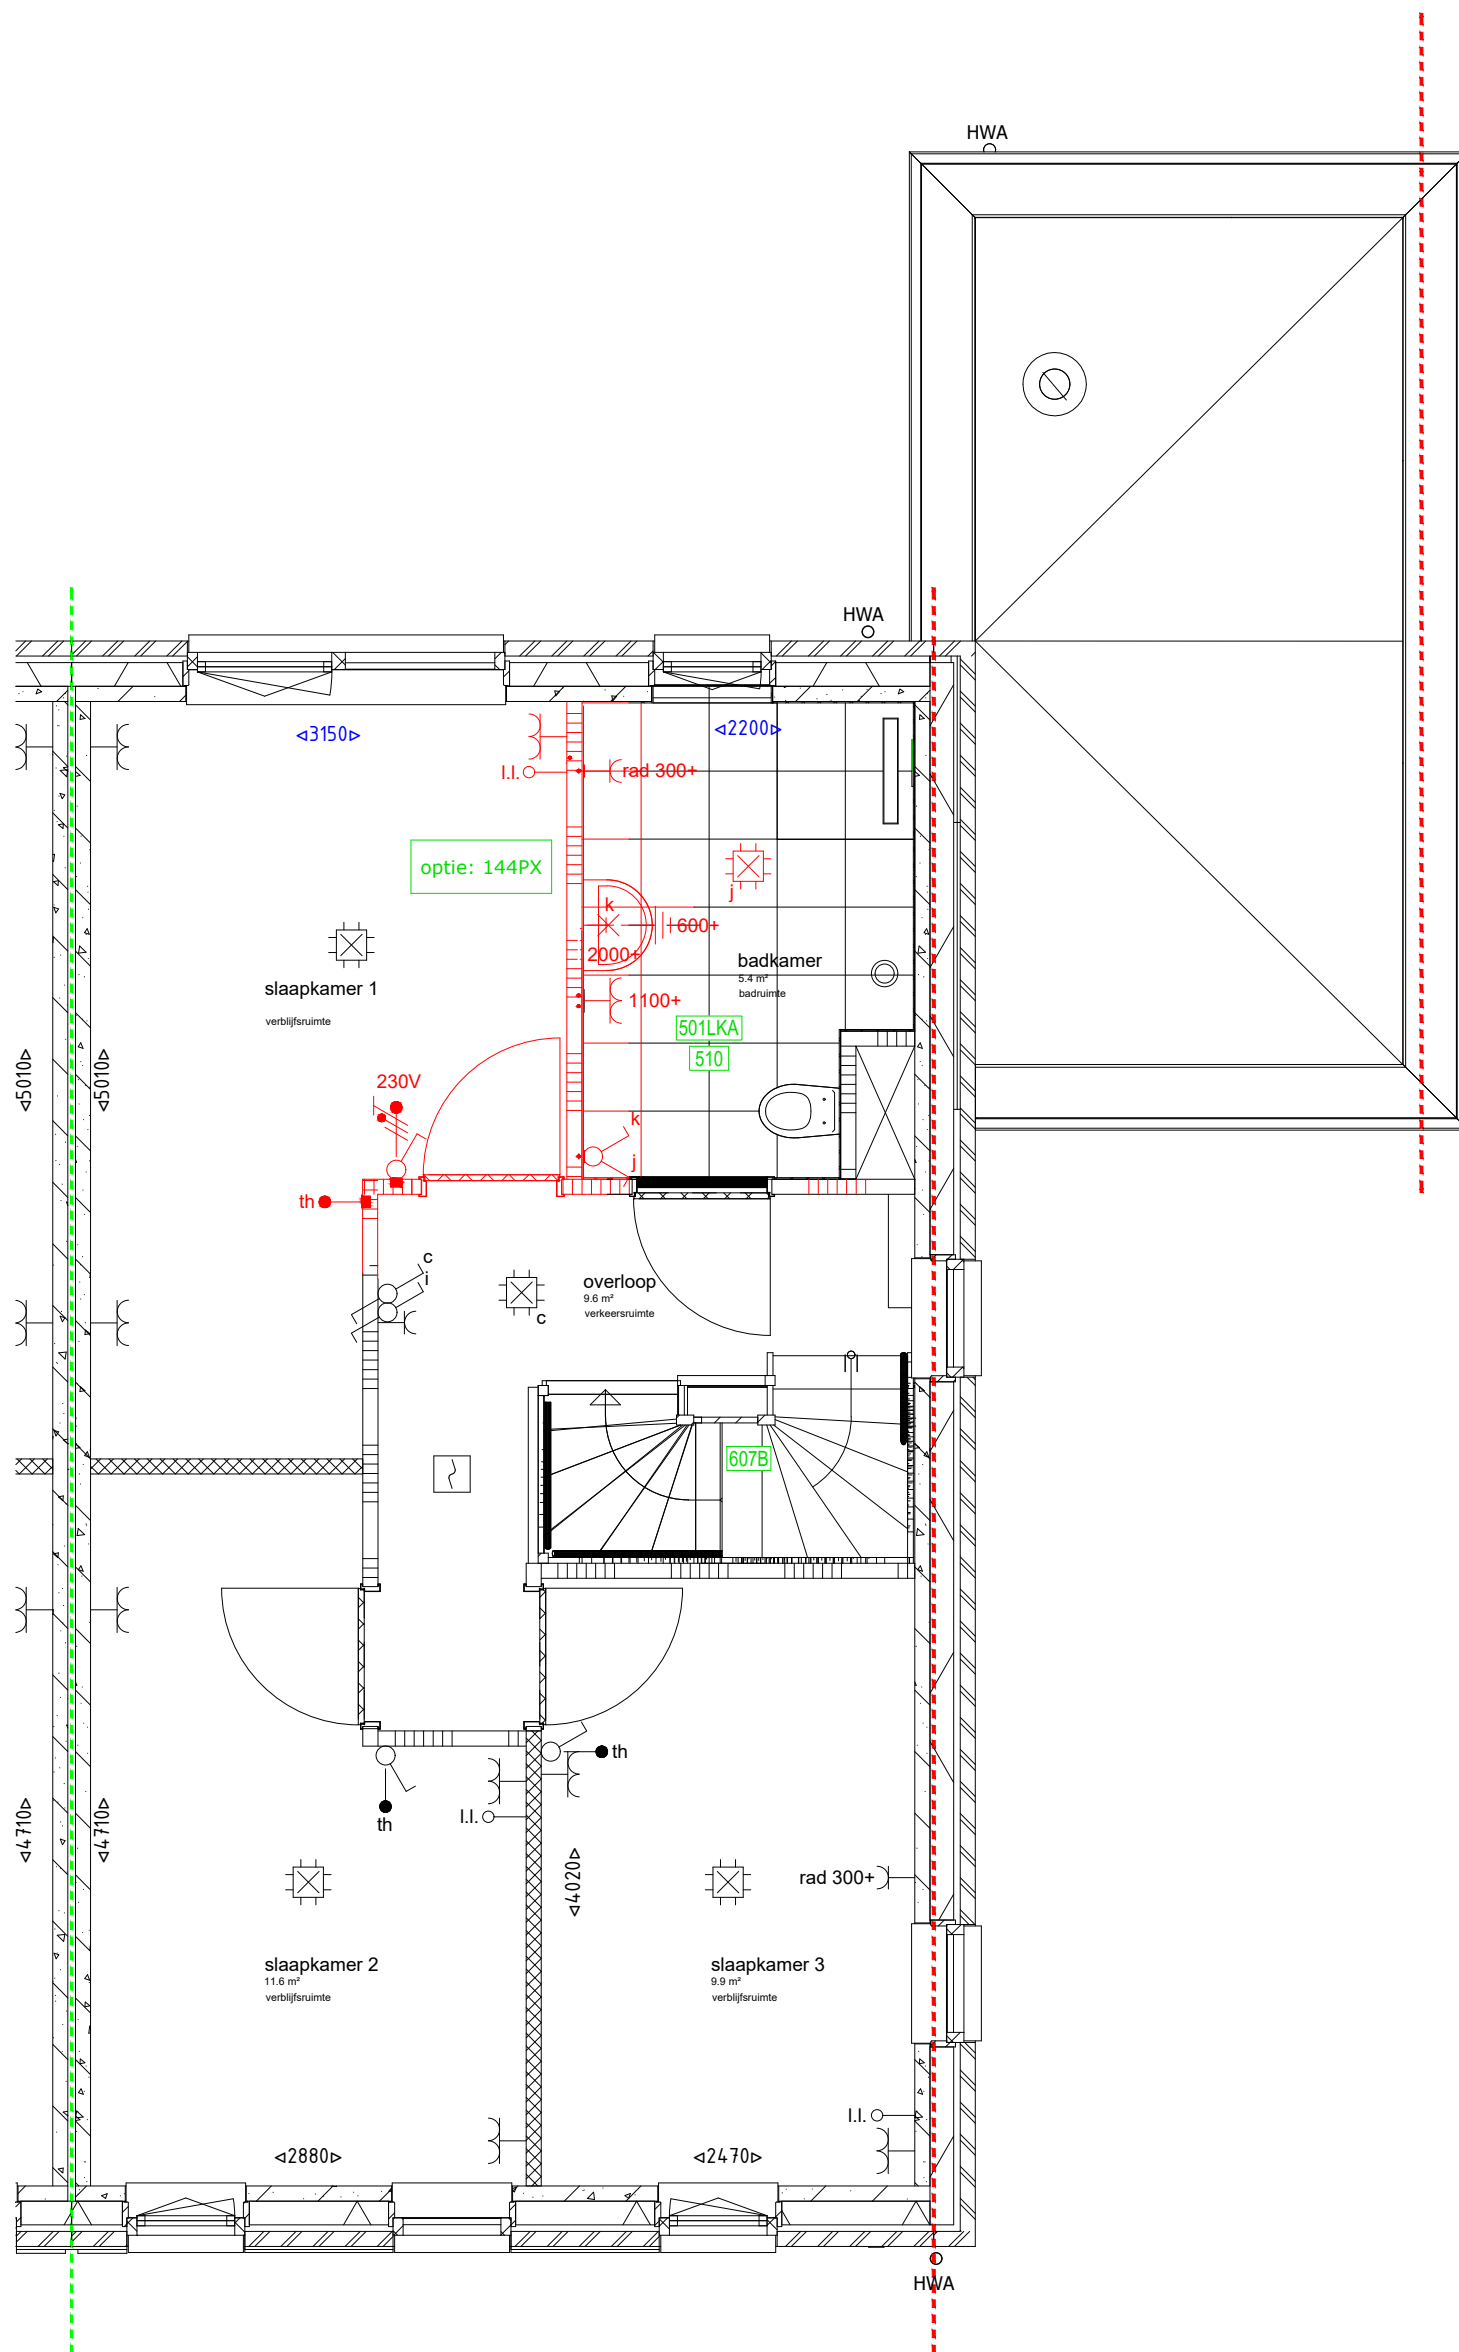 HWA
HWA
3150
2200
l.l.
rad 300+
optie: 144PX
j
k
600+
2000+
badkamer
5.4 m²
badruimte
slaapkamer 1
verblijfsruimte
1100+
501LKA
510
5010
5010
230V
k
j
th
c
i
overloop
9.6 m²
verkeersruimte
c
607B
th
l.l.
th
4710
4710
4020
rad 300+
slaapkamer 2
11.6 m²
verblijfsruimte
slaapkamer 3
9.9 m²
verblijfsruimte
l.l.
2880
2470
HWA